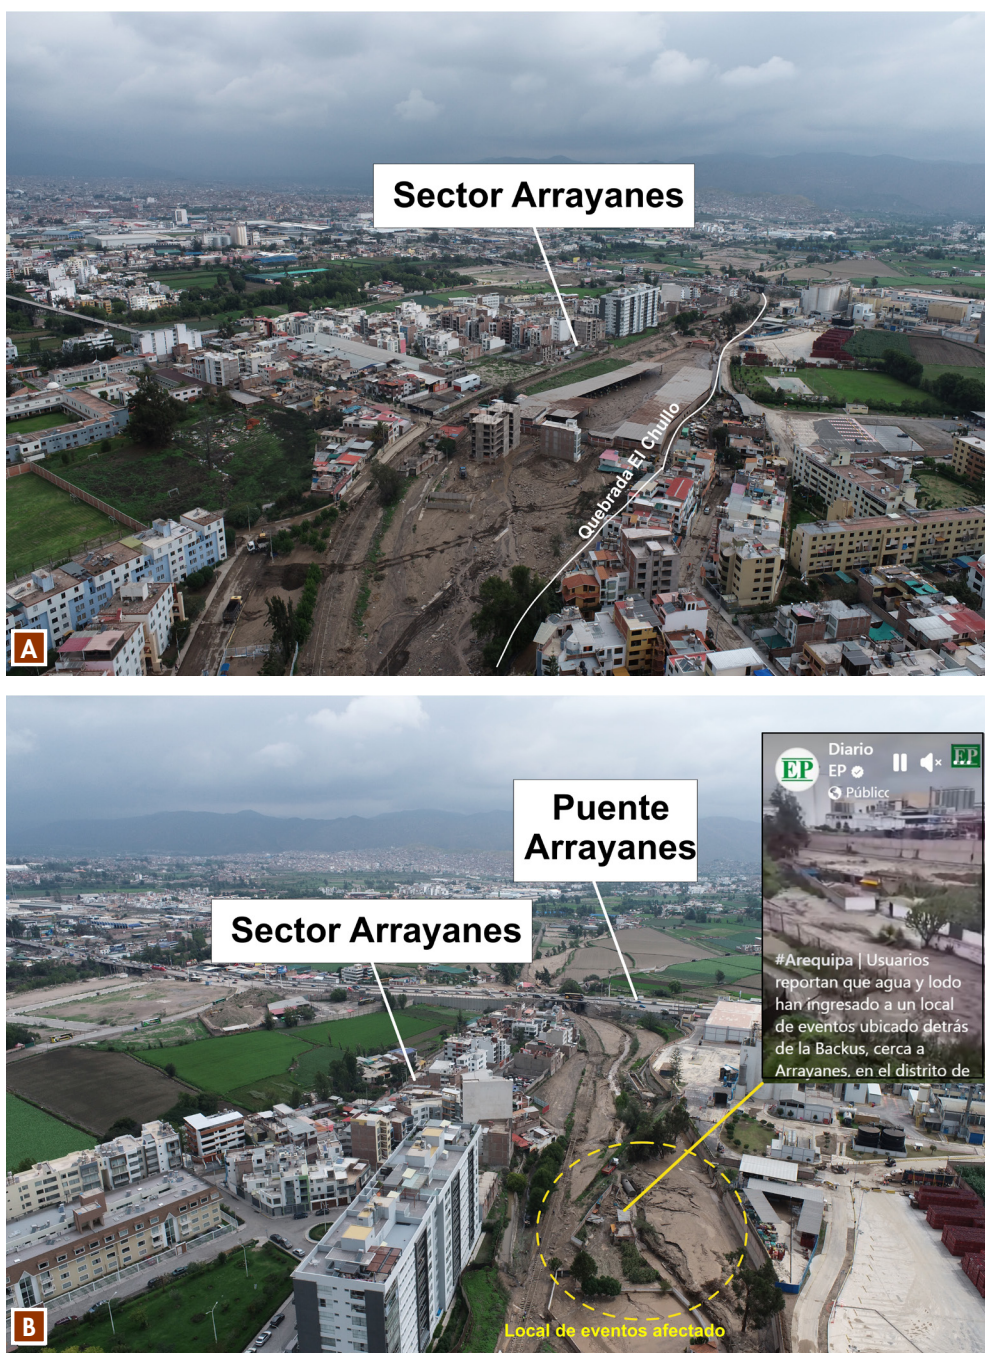 Sector Arrayanes
Quebrada El Chullo
A
Puente
Arrayanes
Sector Arrayanes
EP
Diario
EP
Públic
EP
#Arequipa | Usuarios
reportan que agua y lodo
han ingresado a un local
de eventos ubicado detrás
de la Backus, cerca a
Arrayanes, en el distrito de
Local de eventos afectado
B